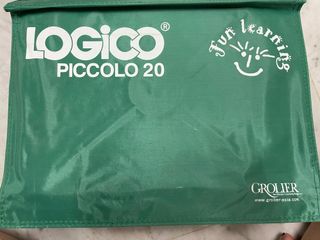 LOGiCO®
PICCOLO 20
Fun learning
GROLIER
www.grolier-asia.com